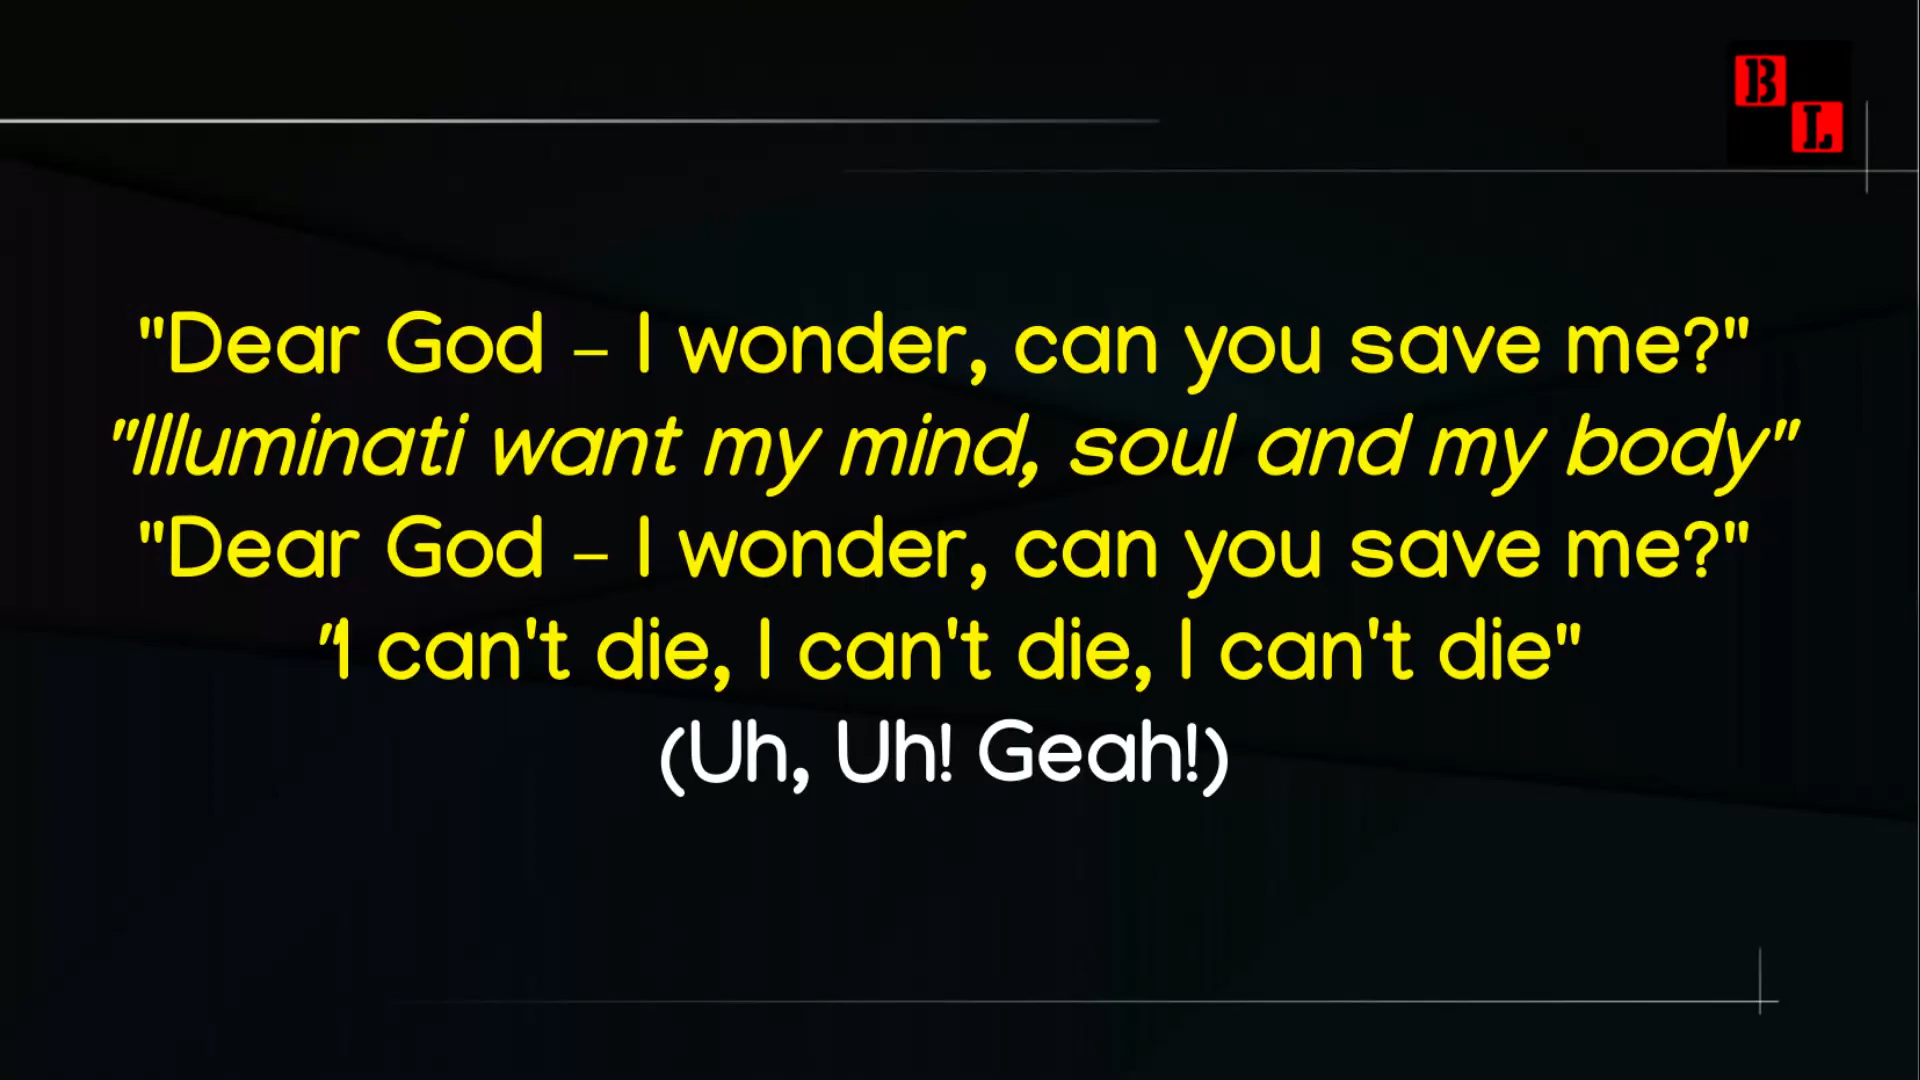 B
L
"Dear God – I wonder, can you save me?"
"Illuminati want my mind, soul and my body"
"Dear God – I wonder, can you save me?"
"I can't die, I can't die, I can't die"
(Uh, Uh! Geah!)